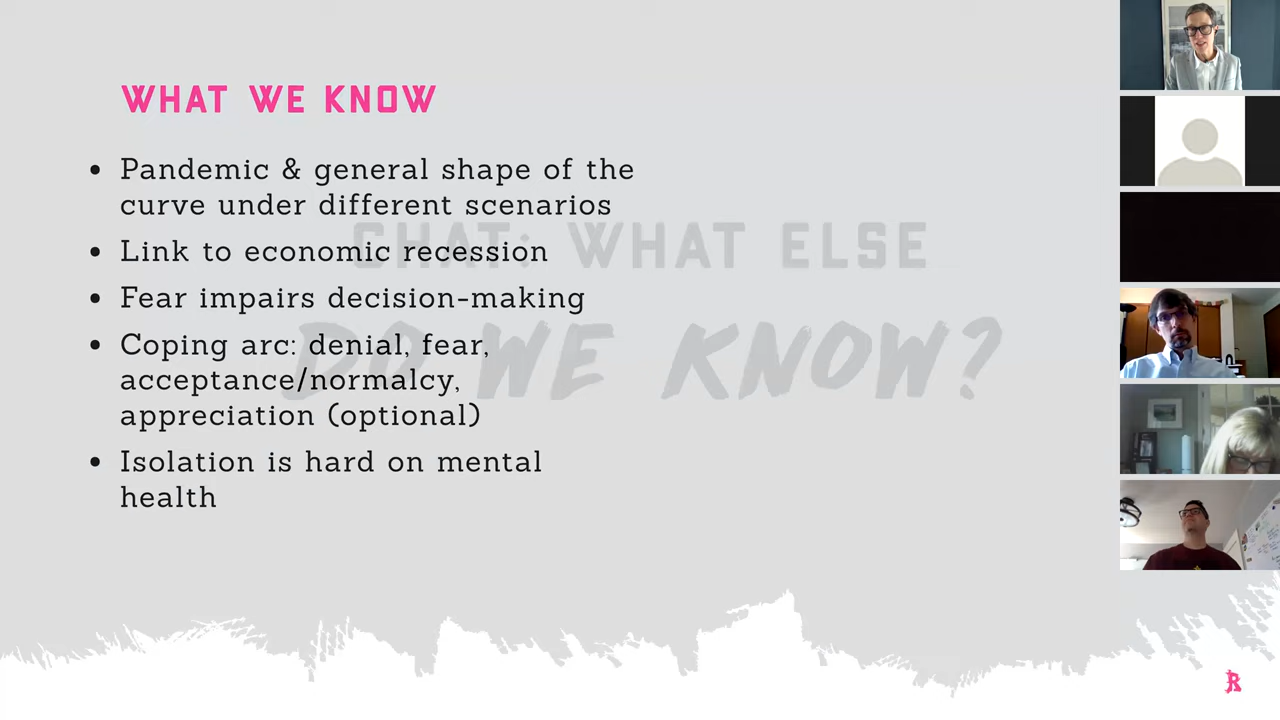 WHAT WE KNOW
• Pandemic & general shape of the
curve under different scenarios
• Link to economic recession
• Fear impairs decision-making
• Coping arc: denial, fear,
acceptance/normalcy,
appreciation (optional)
• Isolation is hard on mental
health
CHAT: WHAT ELSE
DO WE KNOW?
R